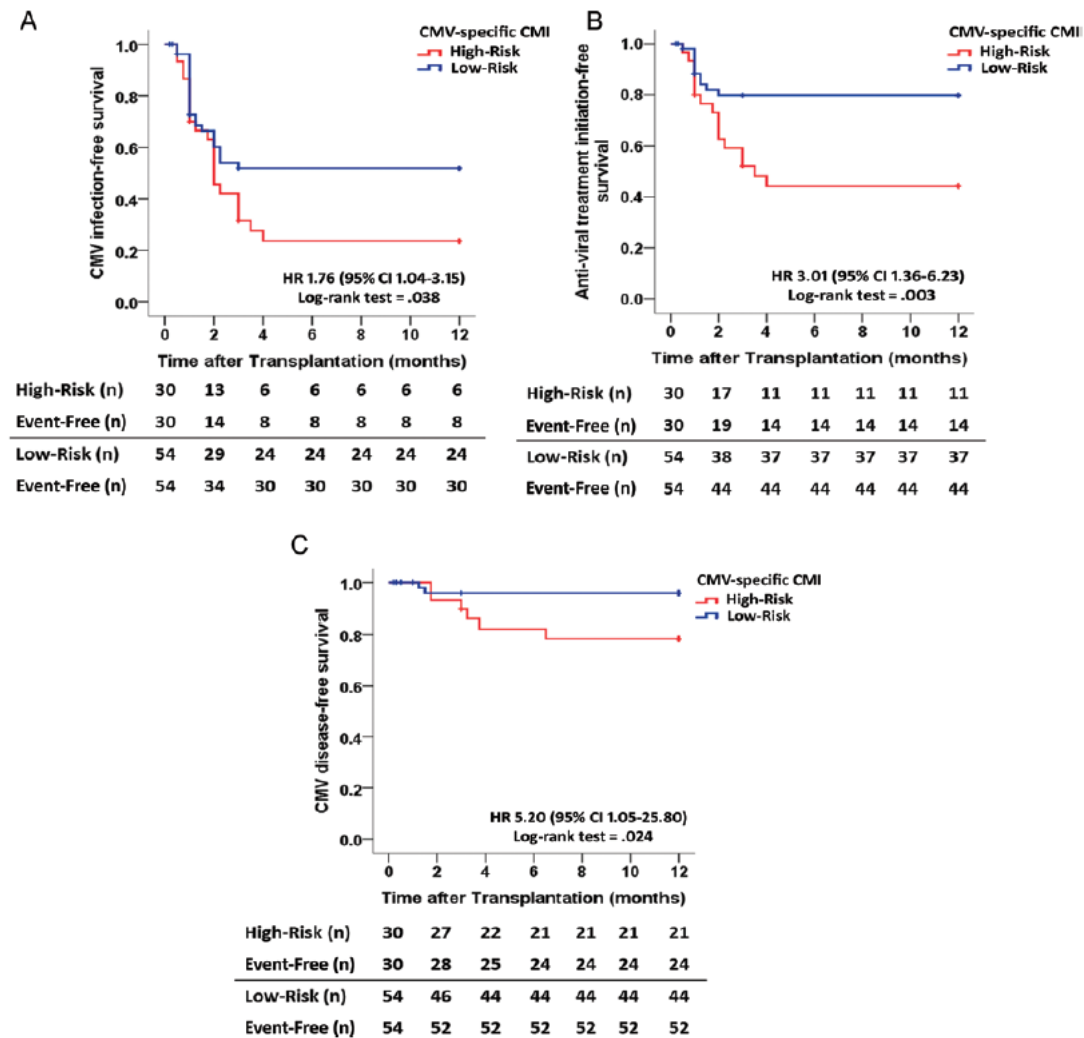 A
CMV-specific CMI
High-Risk
Low-Risk
CMV infection-free survival
1.0
0.8
0.6
0.4
0.2
0.0
HR 1.76 (95% CI 1.04-3.15)
Log-rank test = .038
0 2 4 6 8 10 12
Time after Transplantation (months)
High-Risk (n) 30 13 6 6 6 6 6
Event-Free (n) 30 14 8 8 8 8 8
Low-Risk (n) 54 29 24 24 24 24 24
Event-Free (n) 54 34 30 30 30 30 30
B
CMV-specific CMI
High-Risk
Low-Risk
Anti-viral treatment initiation-free
survival
1.0
0.8
0.6
0.4
0.2
0.0
HR 3.01 (95% CI 1.36-6.23)
Log-rank test = .003
0 2 4 6 8 10 12
Time after Transplantation (months)
High-Risk (n) 30 17 11 11 11 11 11
Event-Free (n) 30 19 14 14 14 14 14
Low-Risk (n) 54 38 37 37 37 37 37
Event-Free (n) 54 44 44 44 44 44 44
C
CMV-specific CMI
High-Risk
Low-Risk
CMV disease-free survival
1.0
0.8
0.6
0.4
0.2
0.0
HR 5.20 (95% CI 1.05-25.80)
Log-rank test = .024
0 2 4 6 8 10 12
Time after Transplantation (months)
High-Risk (n) 30 27 22 21 21 21 21
Event-Free (n) 30 28 25 24 24 24 24
Low-Risk (n) 54 46 44 44 44 44 44
Event-Free (n) 54 52 52 52 52 52 52